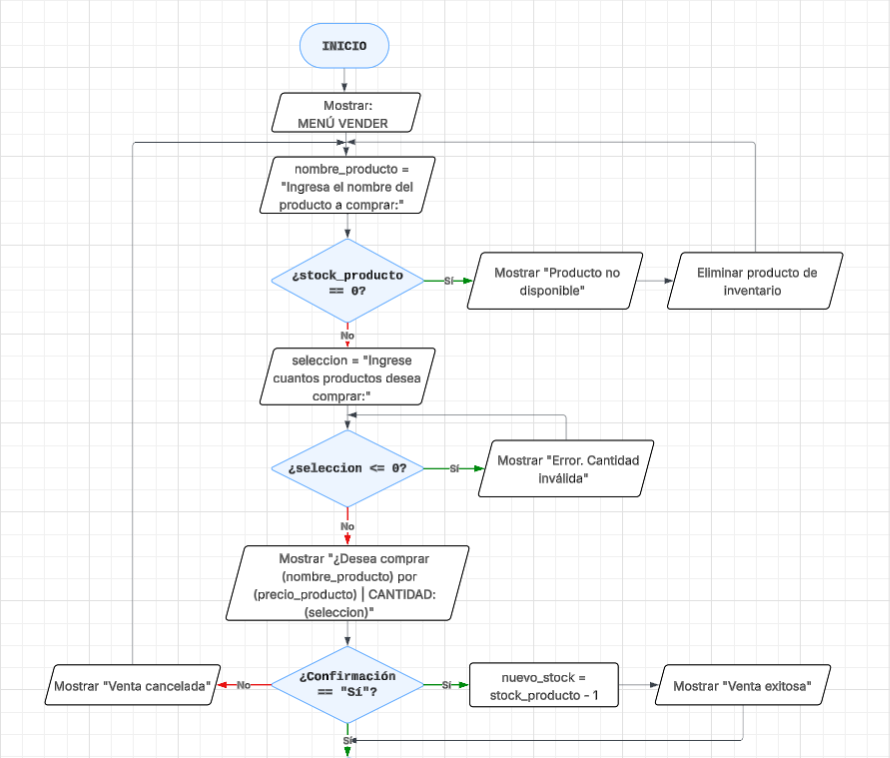 INICIO
Mostrar:
MENÚ VENDER
nombre_producto =
"Ingresa el nombre del
producto a comprar:"
¿stock_producto
== 0?
Sí
Mostrar "Producto no
disponible"
Eliminar producto de
inventario
No
seleccion = "Ingrese
cuantos productos desea
comprar:"
¿seleccion <= 0?
Sí
Mostrar "Error. Cantidad
inválida"
No
Mostrar "¿Desea comprar
(nombre_producto) por
(precio_producto) | CANTIDAD:
(seleccion)"
Mostrar "Venta cancelada"
No
¿Confirmación
== "Sí"?
Sí
nuevo_stock =
stock_producto - 1
Mostrar "Venta exitosa"
Sí